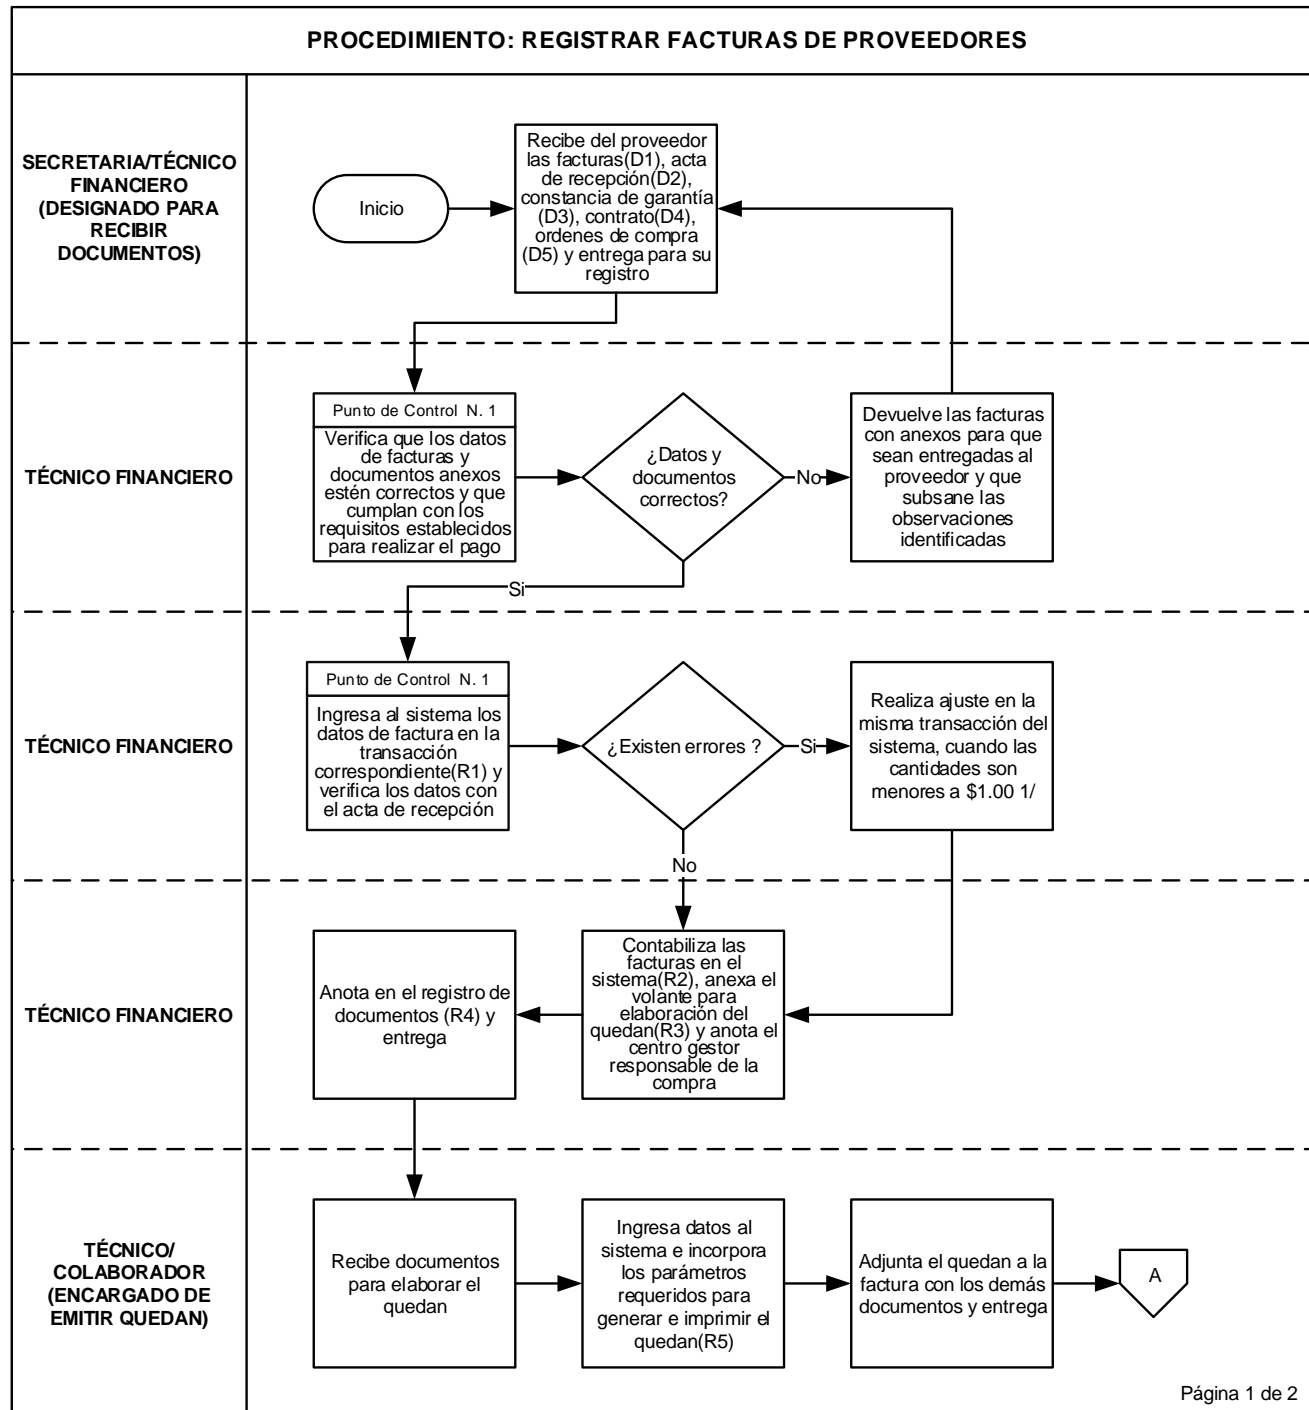 PROCEDIMIENTO: REGISTRAR FACTURAS DE PROVEEDORES
SECRETARIA/TÉCNICO
FINANCIERO
(DESIGNADO PARA
RECIBIR
DOCUMENTOS)
Inicio
Recibe del proveedor
las facturas(D1), acta
de recepción(D2),
constancia de garantía
(D3), contrato(D4),
ordenes de compra
(D5) y entrega para su
registro
TÉCNICO FINANCIERO
Punto de Control N. 1
Verifica que los datos
de facturas y
documentos anexos
estén correctos y que
cumplan con los
requisitos establecidos
para realizar el pago
¿Datos y
documentos
correctos?
No
Devuelve las facturas
con anexos para que
sean entregadas al
proveedor y que
subsane las
observaciones
identificadas
Si
TÉCNICO FINANCIERO
Punto de Control N. 1
Ingresa al sistema los
datos de factura en la
transacción
correspondiente(R1) y
verifica los datos con
el acta de recepción
¿Existen errores ?
Si
Realiza ajuste en la
misma transacción del
sistema, cuando las
cantidades son
menores a $1.00 1/
No
TÉCNICO FINANCIERO
Anota en el registro de
documentos (R4) y
entrega
Contabiliza las
facturas en el
sistema(R2), anexa el
volante para
elaboración del
quedan(R3) y anota el
centro gestor
responsable de la
compra
TÉCNICO/
COLABORADOR
(ENCARGADO DE
EMITIR QUEDAN)
Recibe documentos
para elaborar el
quedan
Ingresa datos al
sistema e incorpora
los parámetros
requeridos para
generar e imprimir el
quedan(R5)
Adjunta el quedan a la
factura con los demás
documentos y entrega
A
Página 1 de 2